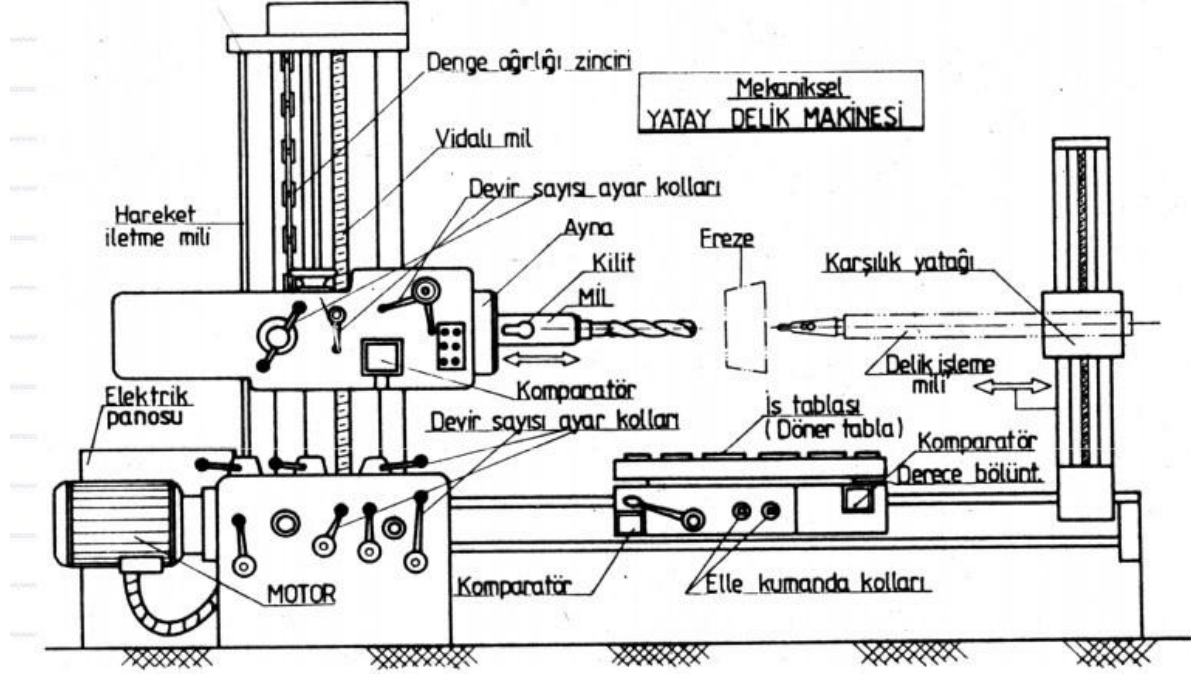 Denge ağırlığı zinciri
Mekaniksel
YATAY DELİK MAKİNESİ
Vidalı mil
Devir sayısı ayar kolları
Hareket
iletme mili
Ayna
Freze
Kilit
Karşılık yatağı
MİL
Delik işleme
mili
Komparatör
Elektrik
panosu
Devir sayısı ayar kolları
İs tablası
(Döner tabla)
Komparatör
Derece bölünt.
MOTOR
Komparatör
Elle kumanda kolları